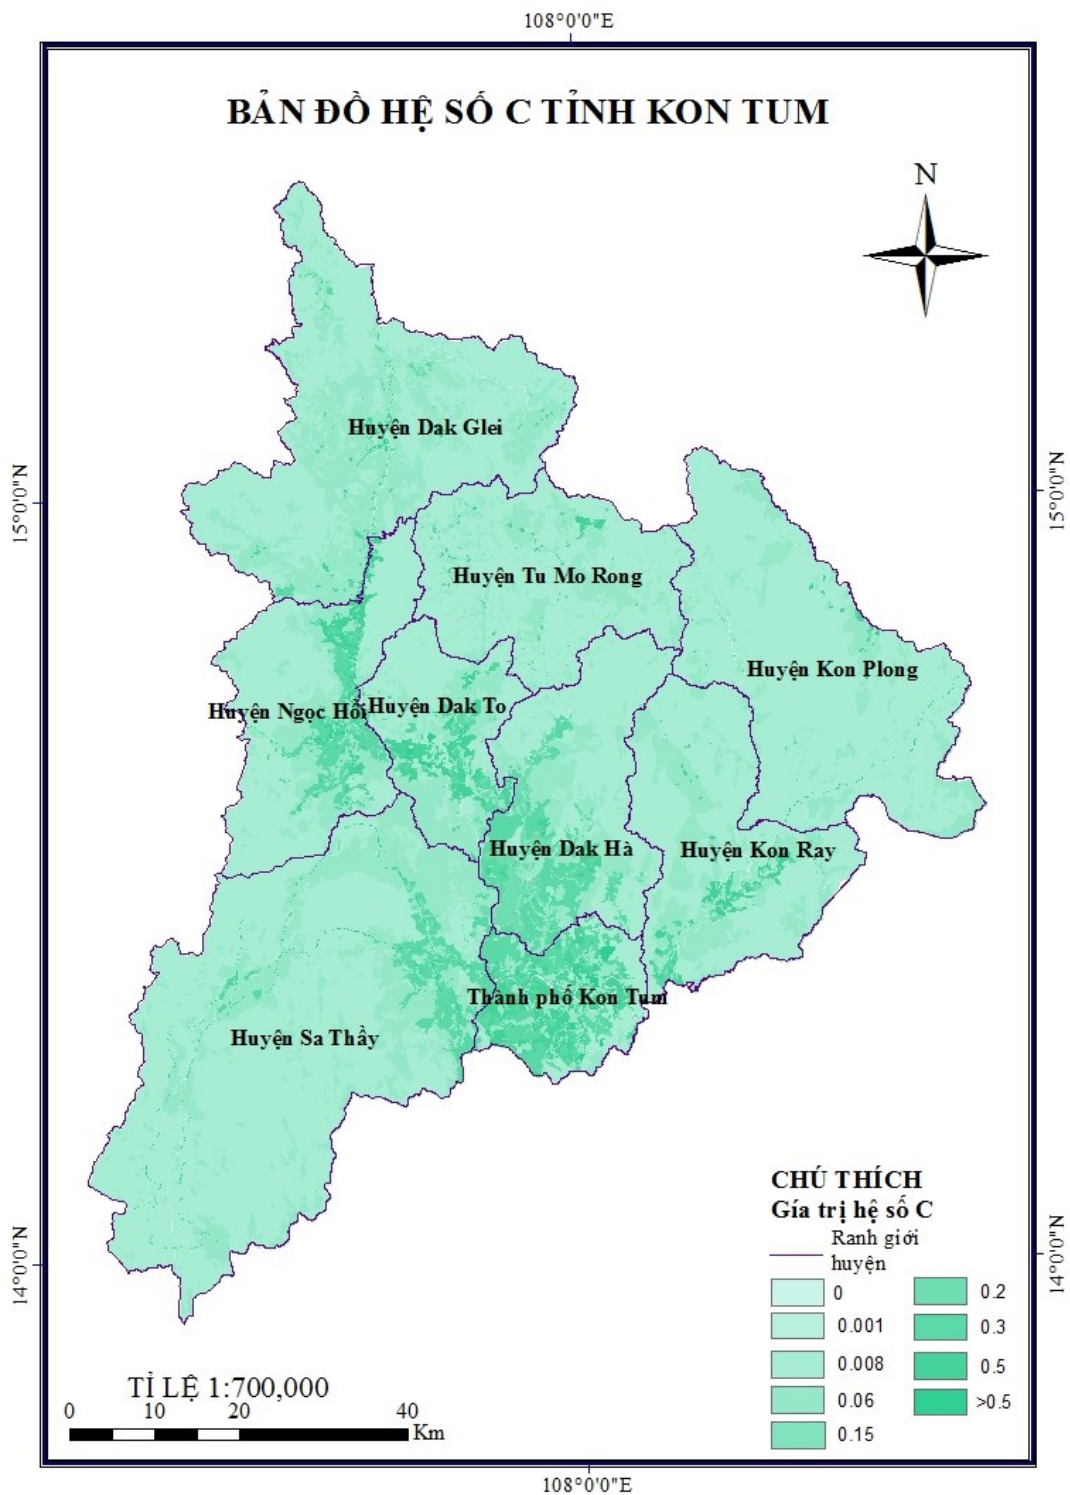 108°0'0"E
BẢN ĐỒ HỆ SỐ C TỈNH KON TUM
N
Huyện Dak Glei
15°0'0"N
15°0'0"N
Huyện Tu Mo Rong
Huyện Kon Plong
Huyện Ngọc Hồi
Huyện Dak To
Huyện Dak Hà
Huyện Kon Ray
Thành phố Kon Tum
Huyện Sa Thầy
CHÚ THÍCH
Gía trị hệ số C
Ranh giới
huyện
14°0'0"N
14°0'0"N
0
0.2
0.001
0.3
0.008
0.5
0.06
>0.5
0.15
TỈ LỆ 1:700,000
0 10 20 40
Km
108°0'0"E